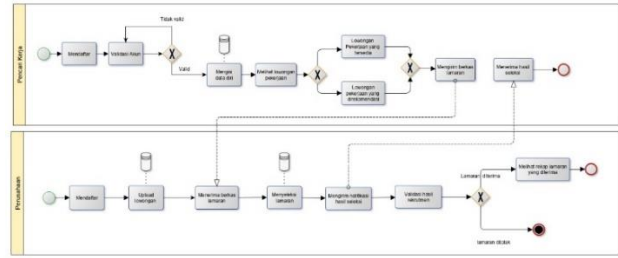 Pencari Kerja
Tidak valid
Mendaftar
Validasi Akun
Valid
Mengisi
data diri
Melihat lowongan
pekerjaan
Lowongan
Pekerjaan yang
tersedia
Lowongan
pekerjaan yang
direkomendasi
Mengirim berkas
lamaran
Menerima hasil
seleksi
Perusahaan
Mendaftar
Upload
lowongan
Menerima berkas
lamaran
Menyeleksi
lamaran
Mengirim notifikasi
hasil seleksi
Validasi hasil
rekrutmen
Lamaran diterima
Melihat rekap lamaran
yang diterima
lamaran ditolak